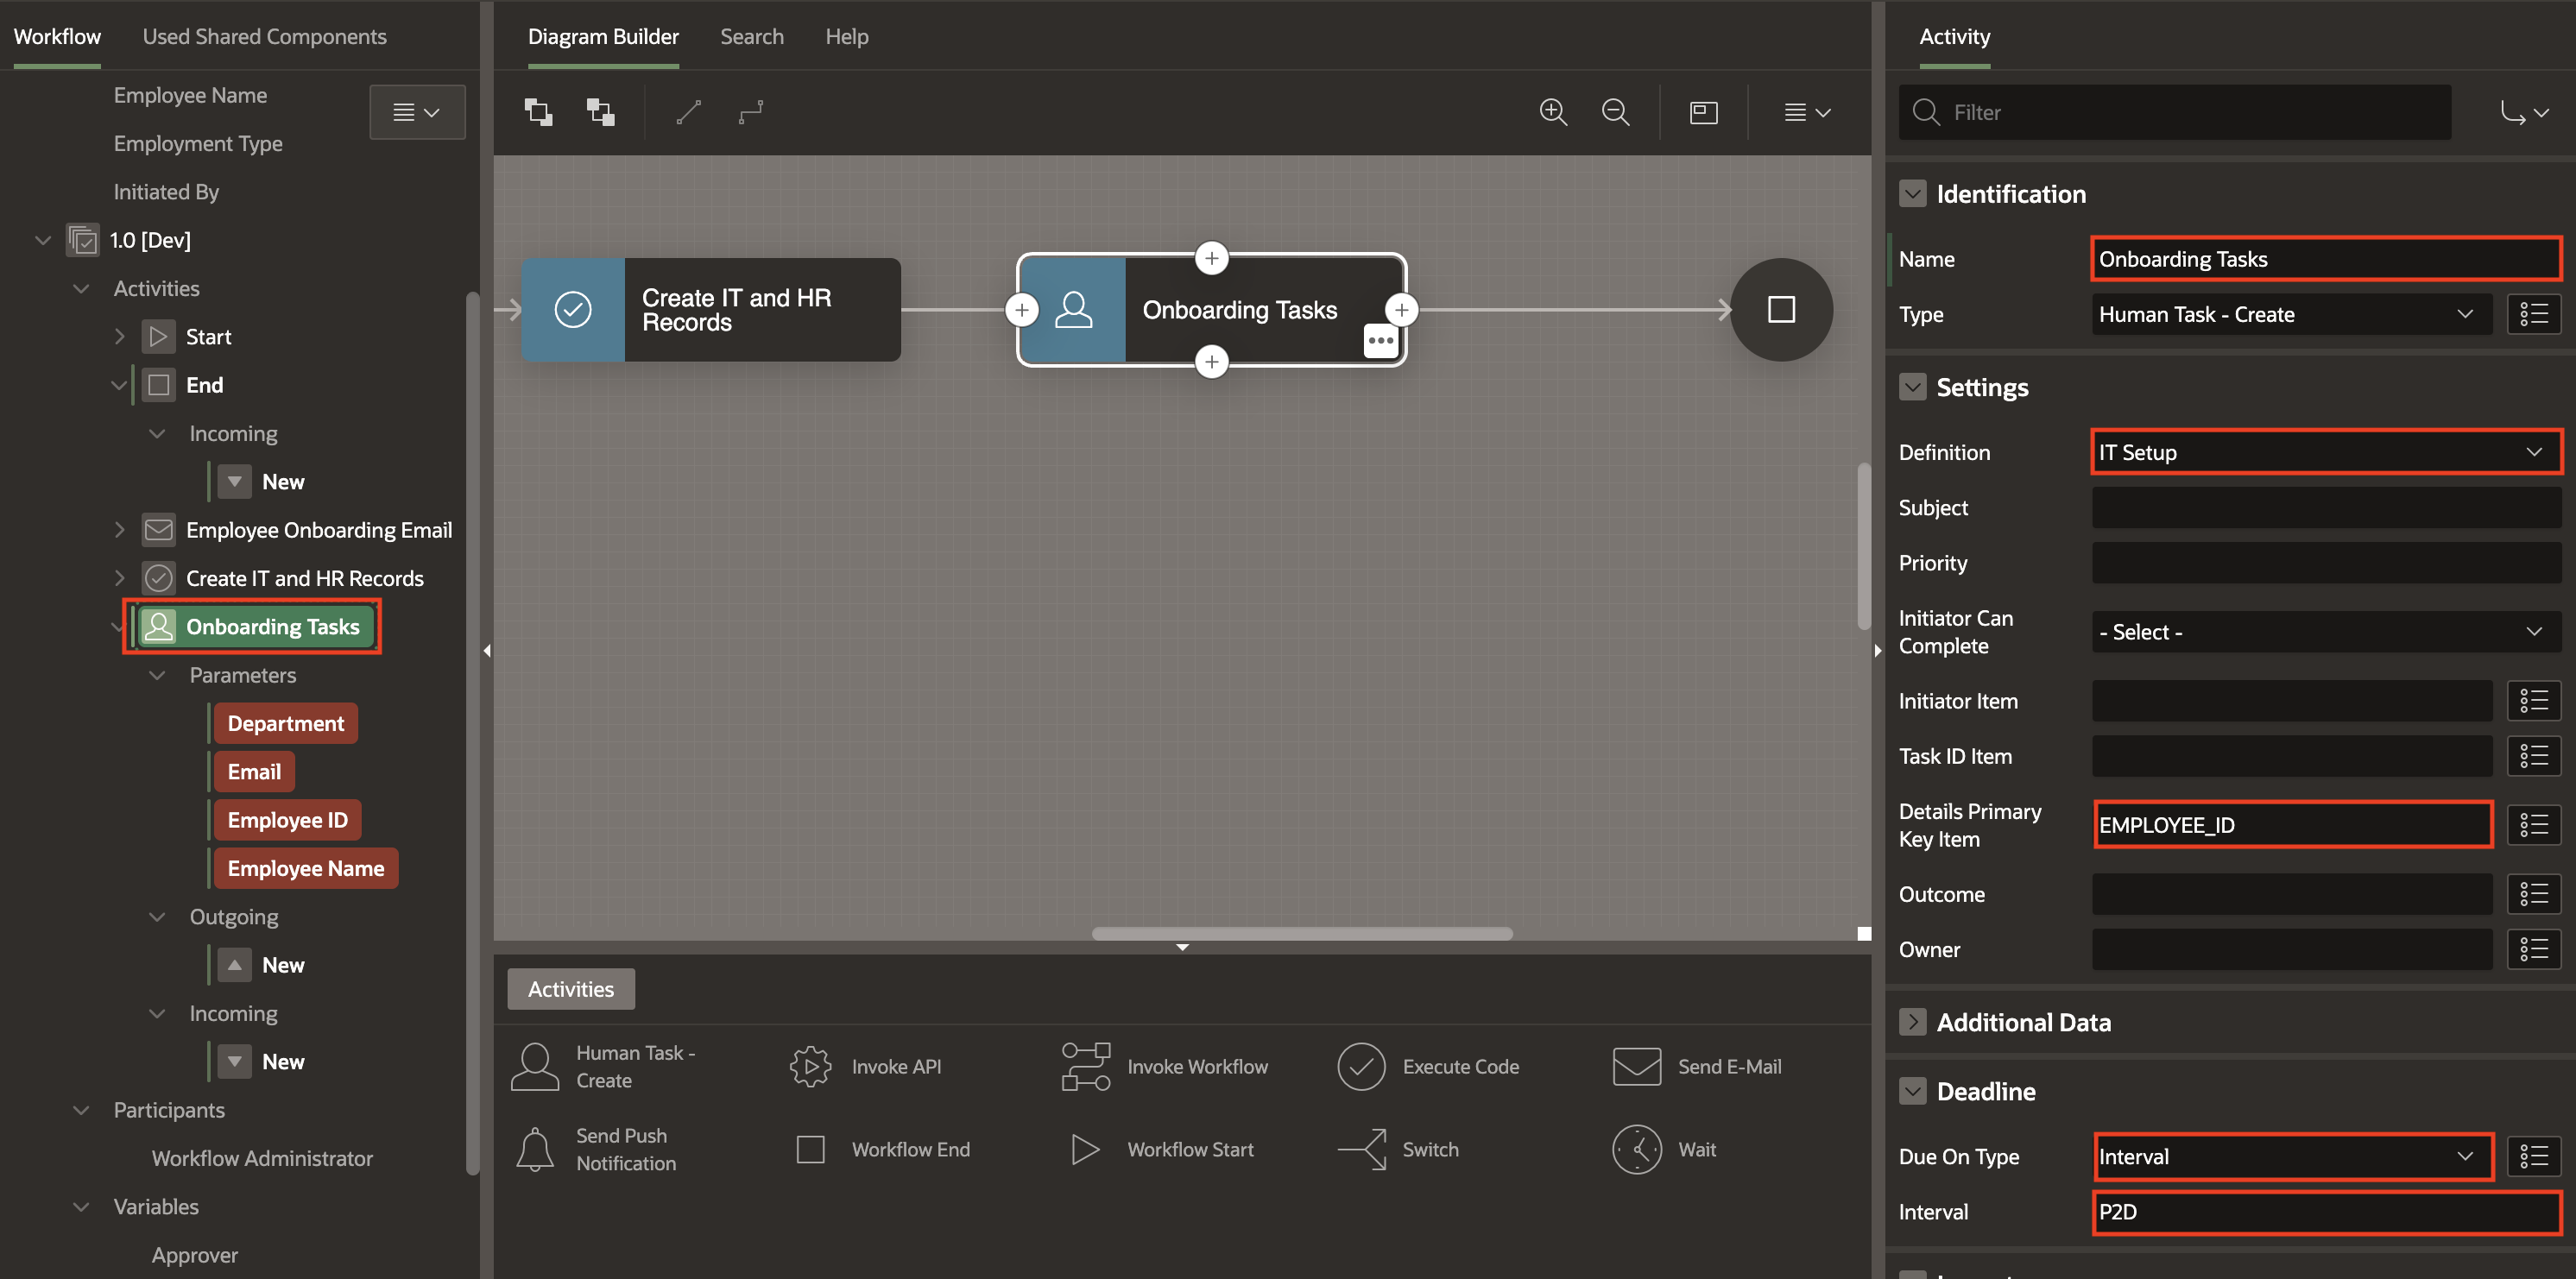 Workflow
Used Shared Components
Employee Name
Employment Type
Initiated By
1.0 [Dev]
Activities
Start
End
Incoming
New
Employee Onboarding Email
Create IT and HR Records
Onboarding Tasks
Parameters
Department
Email
Employee ID
Employee Name
Outgoing
New
Incoming
New
Participants
Workflow Administrator
Variables
Approver
Diagram Builder
Search
Help
Create IT and HR
Records
Onboarding Tasks
Activities
Human Task -
Create
Invoke API
Invoke Workflow
Execute Code
Send E-Mail
Send Push
Notification
Workflow End
Workflow Start
Switch
Wait
Activity
Filter
Identification
Name
Onboarding Tasks
Type
Human Task - Create
Settings
Definition
IT Setup
Subject
Priority
Initiator Can
Complete
- Select -
Initiator Item
Task ID Item
Details Primary
Key Item
EMPLOYEE_ID
Outcome
Owner
Additional Data
Deadline
Due On Type
Interval
Interval
P2D